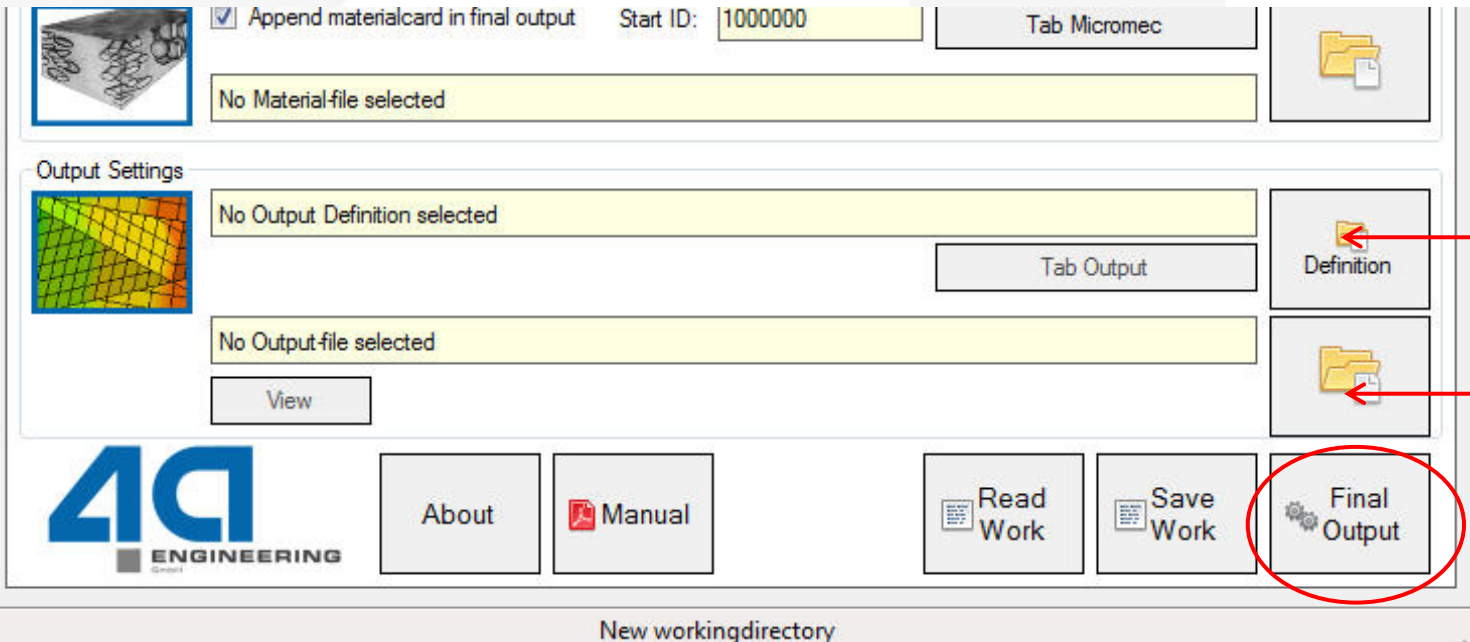 Append materialcard in final output Start ID: 1000000 Tab Micromec
No Material-file selected
Output Settings
No Output Definition selected
Tab Output
Definition
No Output-file selected
View
4a
ENGINEERING
GmbH
About
Manual
Read
Work
Save
Work
Final
Output
New workingdirectory